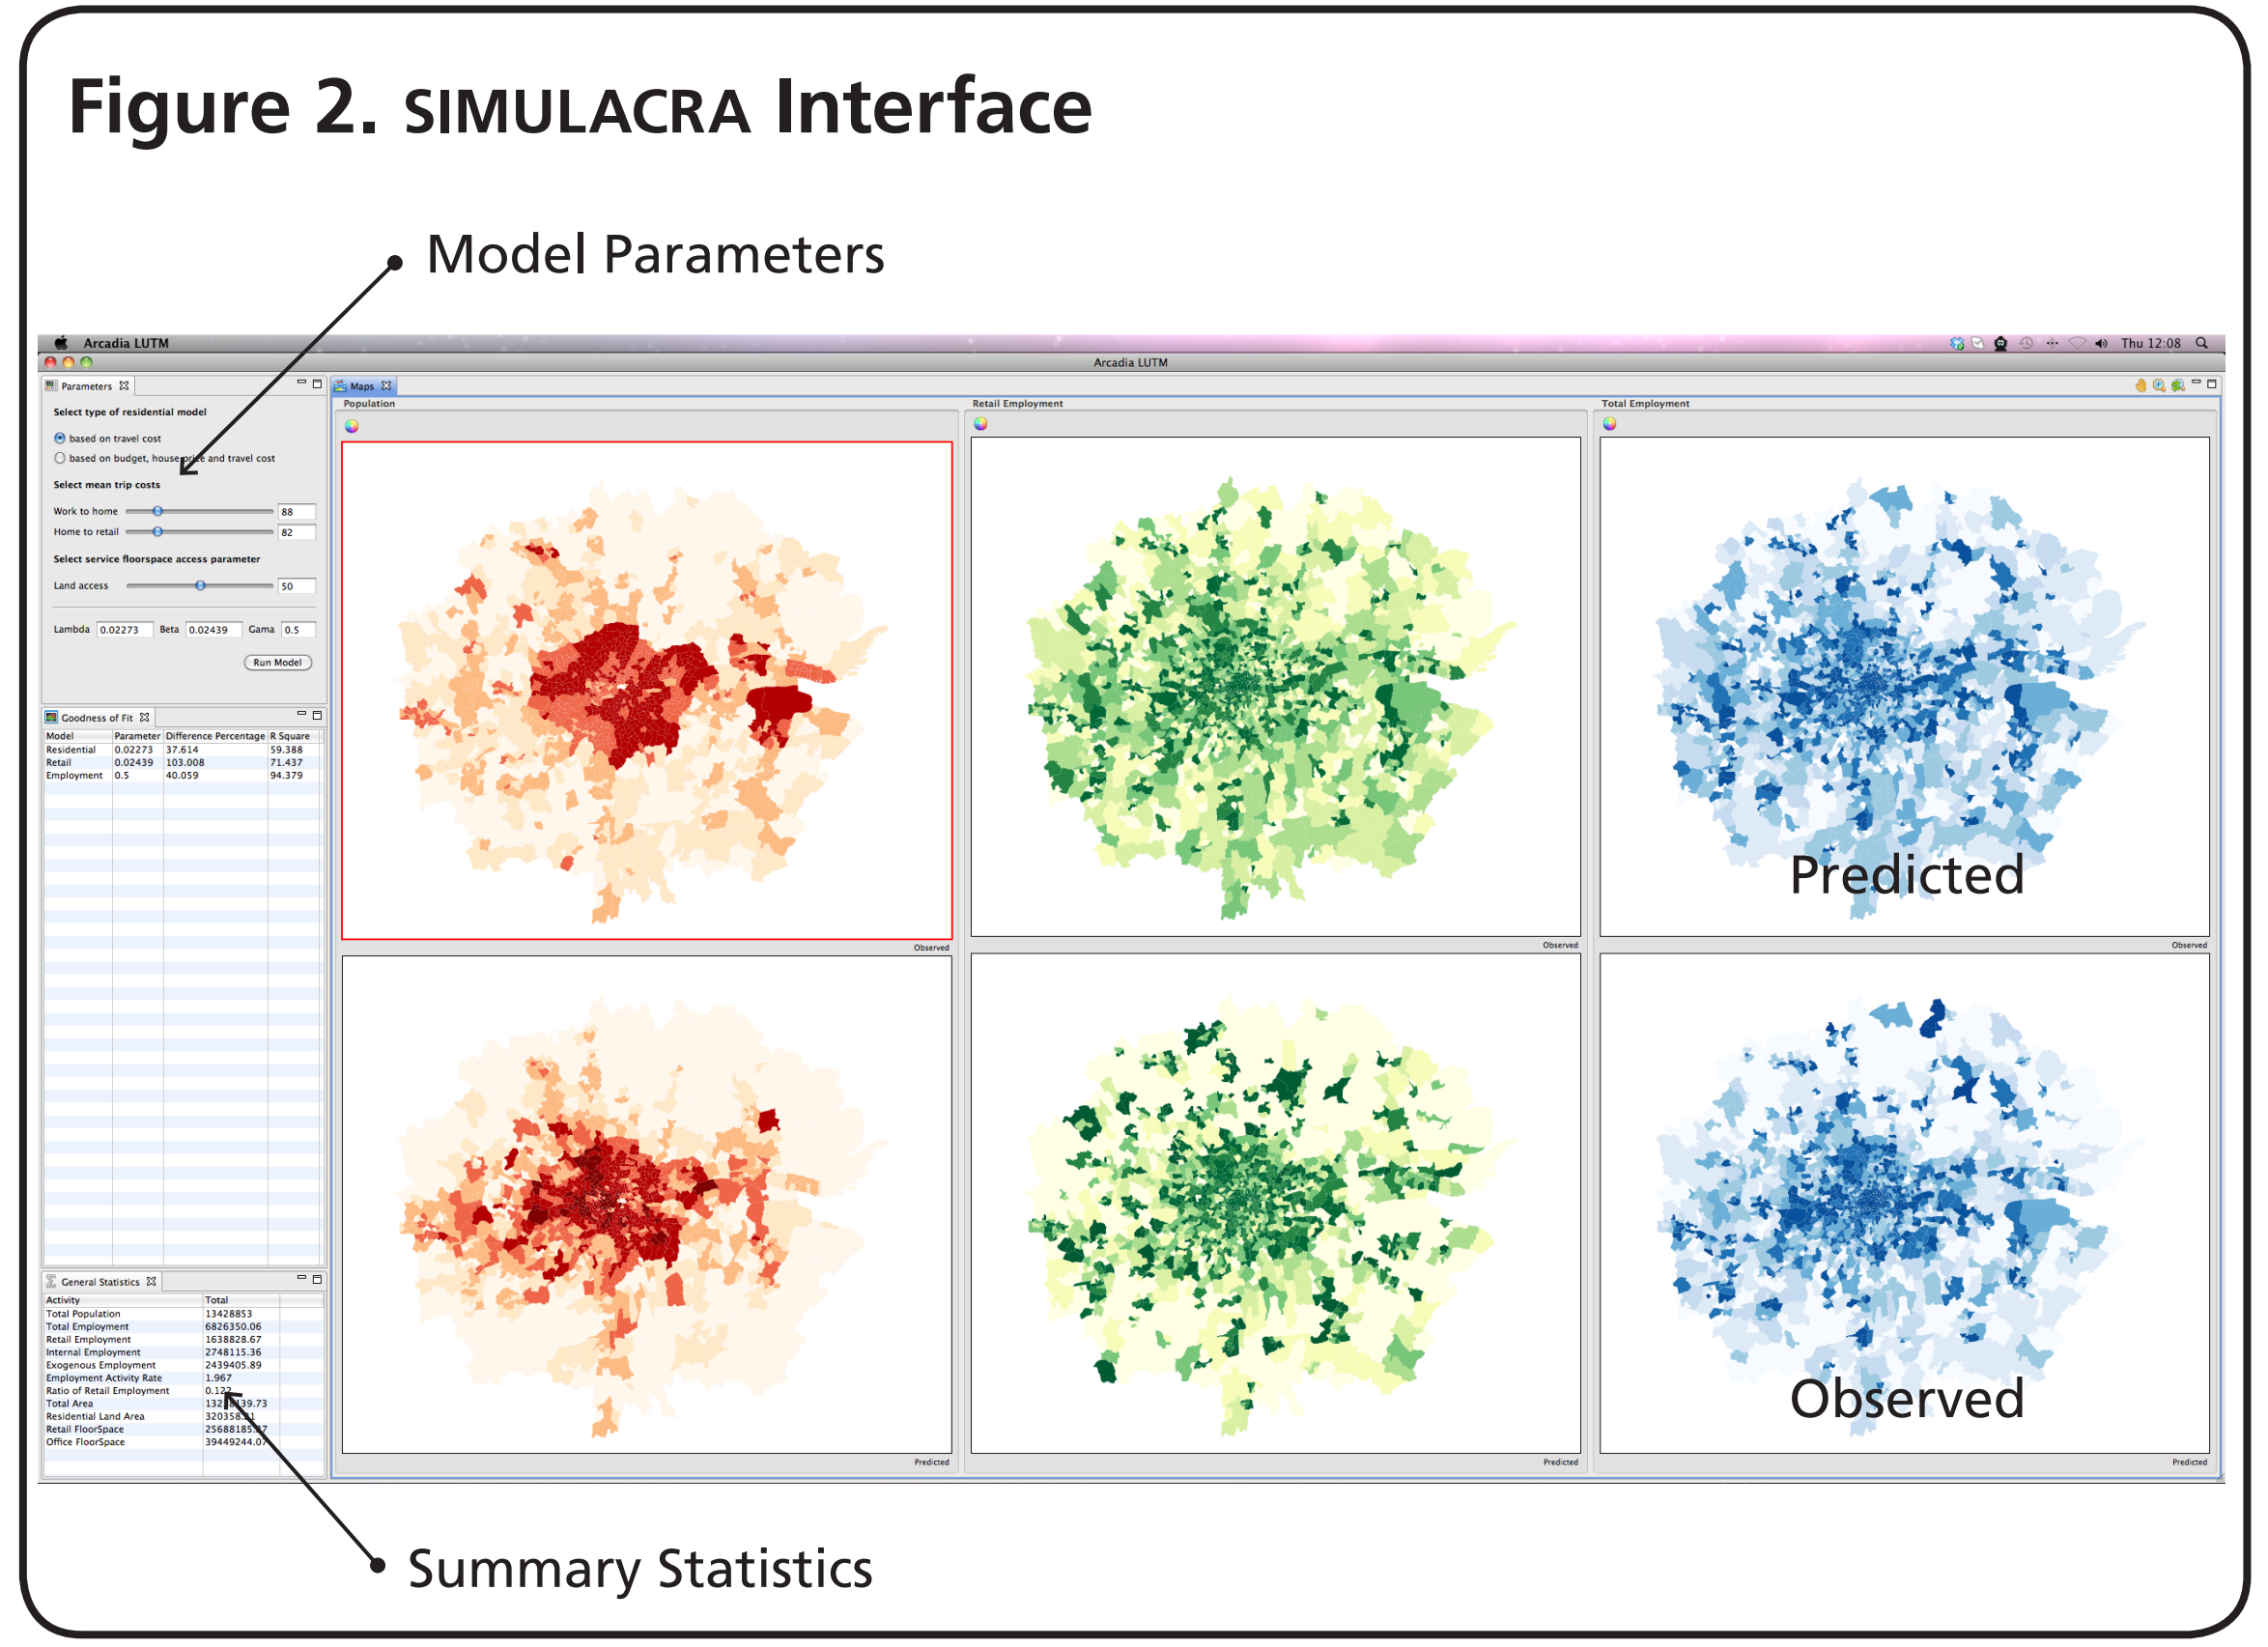 Figure 2. SIMULACRA Interface
Model Parameters
Arcadia LUTM
Thu 12:08
Arcadia LUTM
Parameters
Select type of residential model
based on travel cost
based on budget, house price and travel cost
Select mean trip costs
Work to home 88
Home to retail 82
Select service floorspace access parameter
Land access 50
Lambda 0.02273 Beta 0.02439 Gama 0.5
Run Model
Goodness of Fit
Model Parameter Difference Percentage R Square
Residential 0.02273 37.614 59.388
Retail 0.02439 103.008 71.437
Employment 0.5 40.059 94.379
General Statistics
Activity Total
Total Population 13428853
Total Employment 6826350.06
Retail Employment 1638828.67
Internal Employment 2748115.36
Exogenous Employment 2439405.89
Employment Activity Rate 1.967
Ratio of Retail Employment 0.122
Total Area
Residential Land Area
Retail FloorSpace
Office FloorSpace 39449244.07
Maps
Population
Retail Employment
Total Employment
Predicted
Observed
Observed
Observed
Observed
Predicted
Predicted
Predicted
Summary Statistics